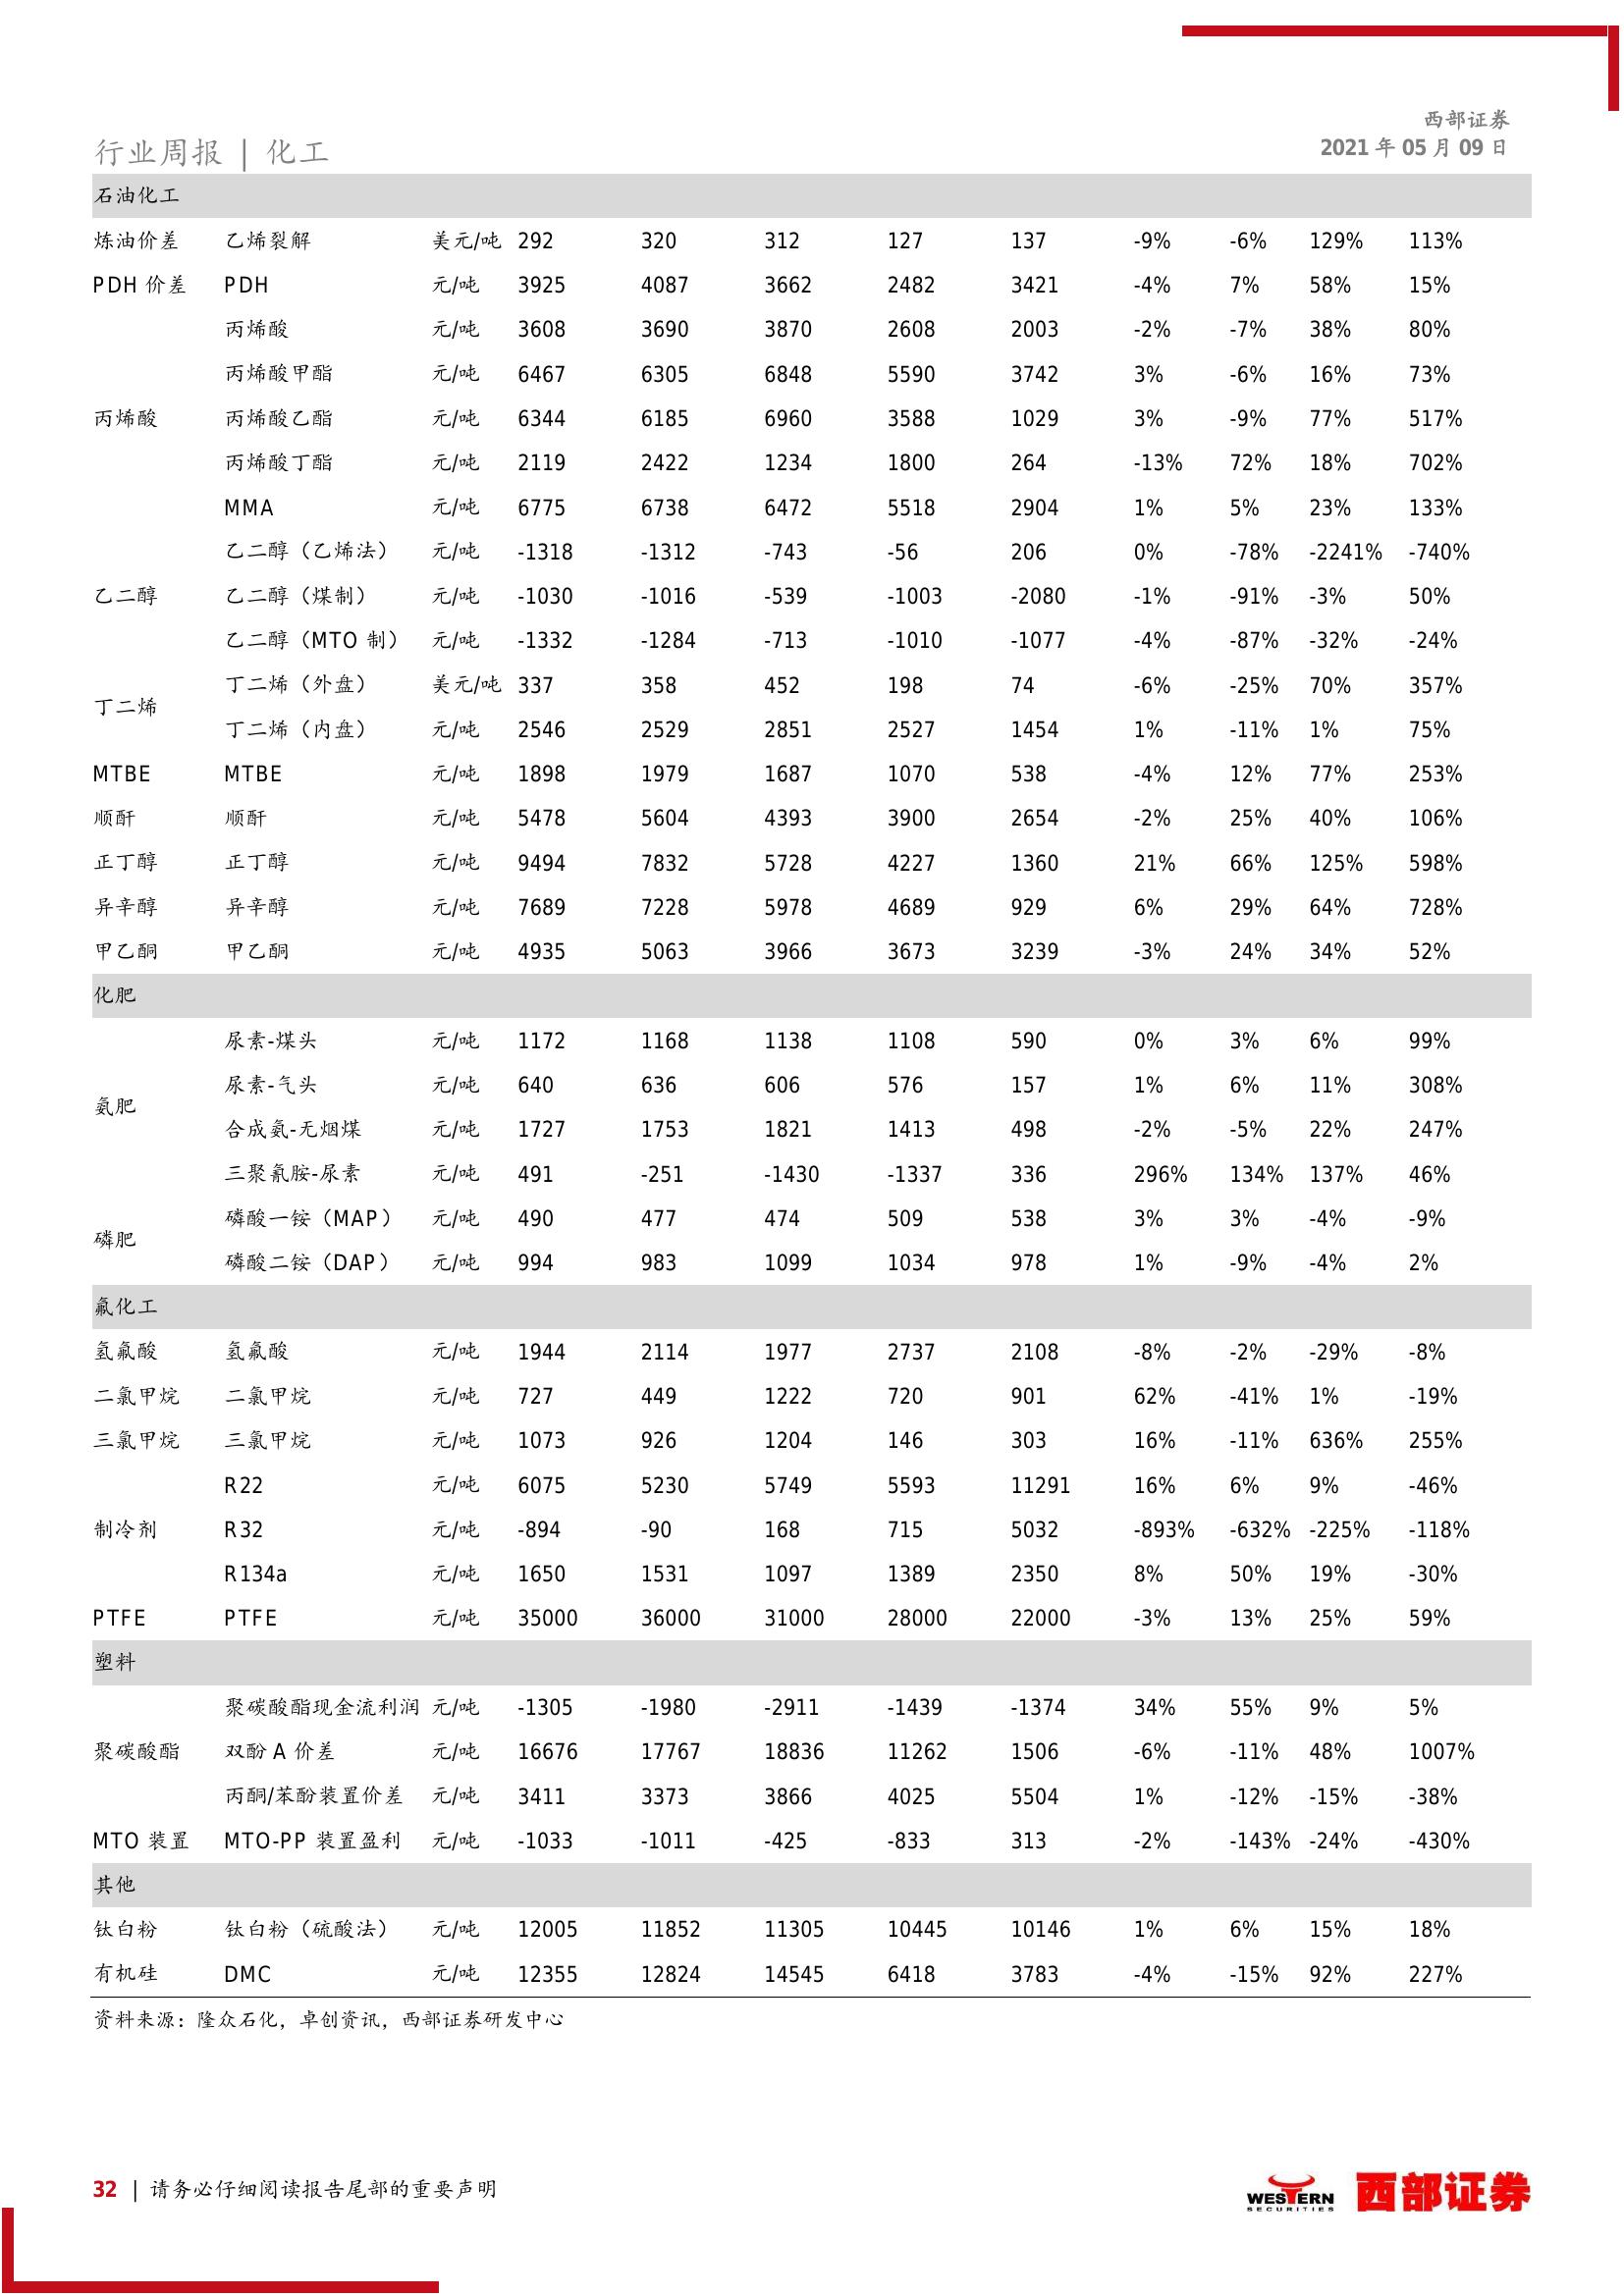 西部证券
行业周报 | 化工
2021 年 05 月 09 日
石油化工
炼油价差 乙烯裂解 美元/吨 292 320 312 127 137 -9% -6% 129% 113%
PDH 价差 PDH 元/吨 3925 4087 3662 2482 3421 -4% 7% 58% 15%
丙烯酸 元/吨 3608 3690 3870 2608 2003 -2% -7% 38% 80%
丙烯酸甲酯 元/吨 6467 6305 6848 5590 3742 3% -6% 16% 73%
丙烯酸 丙烯酸乙酯 元/吨 6344 6185 6960 3588 1029 3% -9% 77% 517%
丙烯酸丁酯 元/吨 2119 2422 1234 1800 264 -13% 72% 18% 702%
MMA 元/吨 6775 6738 6472 5518 2904 1% 5% 23% 133%
乙二醇（乙烯法） 元/吨 -1318 -1312 -743 -56 206 0% -78% -2241% -740%
乙二醇 乙二醇（煤制） 元/吨 -1030 -1016 -539 -1003 -2080 -1% -91% -3% 50%
乙二醇（MTO 制） 元/吨 -1332 -1284 -713 -1010 -1077 -4% -87% -32% -24%
丁二烯 丁二烯（外盘） 美元/吨 337 358 452 198 74 -6% -25% 70% 357%
丁二烯（内盘） 元/吨 2546 2529 2851 2527 1454 1% -11% 1% 75%
MTBE MTBE 元/吨 1898 1979 1687 1070 538 -4% 12% 77% 253%
顺酐 顺酐 元/吨 5478 5604 4393 3900 2654 -2% 25% 40% 106%
正丁醇 正丁醇 元/吨 9494 7832 5728 4227 1360 21% 66% 125% 598%
异辛醇 异辛醇 元/吨 7689 7228 5978 4689 929 6% 29% 64% 728%
甲乙酮 甲乙酮 元/吨 4935 5063 3966 3673 3239 -3% 24% 34% 52%
化肥
尿素-煤头 元/吨 1172 1168 1138 1108 590 0% 3% 6% 99%
氨肥 尿素-气头 元/吨 640 636 606 576 157 1% 6% 11% 308%
合成氨-无烟煤 元/吨 1727 1753 1821 1413 498 -2% -5% 22% 247%
三聚氰胺-尿素 元/吨 491 -251 -1430 -1337 336 296% 134% 137% 46%
磷肥 磷酸一铵（MAP） 元/吨 490 477 474 509 538 3% 3% -4% -9%
磷酸二铵（DAP） 元/吨 994 983 1099 1034 978 1% -9% -4% 2%
氟化工
氢氟酸 氢氟酸 元/吨 1944 2114 1977 2737 2108 -8% -2% -29% -8%
二氯甲烷 二氯甲烷 元/吨 727 449 1222 720 901 62% -41% 1% -19%
三氯甲烷 三氯甲烷 元/吨 1073 926 1204 146 303 16% -11% 636% 255%
R22 元/吨 6075 5230 5749 5593 11291 16% 6% 9% -46%
制冷剂 R32 元/吨 -894 -90 168 715 5032 -893% -632% -225% -118%
R134a 元/吨 1650 1531 1097 1389 2350 8% 50% 19% -30%
PTFE PTFE 元/吨 35000 36000 31000 28000 22000 -3% 13% 25% 59%
塑料
聚碳酸酯现金流利润 元/吨 -1305 -1980 -2911 -1439 -1374 34% 55% 9% 5%
聚碳酸酯 双酚 A 价差 元/吨 16676 17767 18836 11262 1506 -6% -11% 48% 1007%
丙酮/苯酚装置价差 元/吨 3411 3373 3866 4025 5504 1% -12% -15% -38%
MTO 装置 MTO-PP 装置盈利 元/吨 -1033 -1011 -425 -833 313 -2% -143% -24% -430%
其他
钛白粉 钛白粉（硫酸法） 元/吨 12005 11852 11305 10445 10146 1% 6% 15% 18%
有机硅 DMC 元/吨 12355 12824 14545 6418 3783 -4% -15% 92% 227%
资料来源：隆众石化，卓创资讯，西部证券研发中心
32 | 请务必仔细阅读报告尾部的重要声明
WESTERN
SECURITIES
西部证券